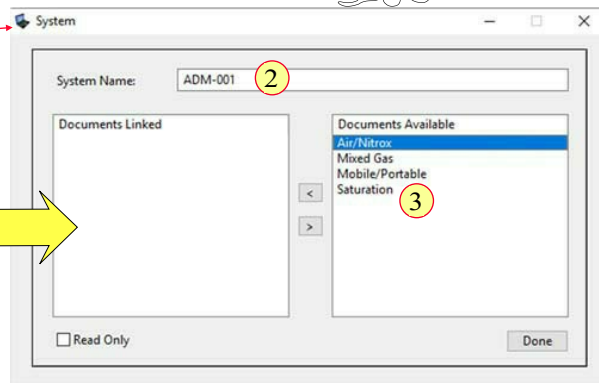 System
System Name: ADM-001 2
Documents Linked
Documents Available
Air/Nitrox
Mixed Gas
Mobile/Portable
Saturation 3
<
>
Read Only
Done